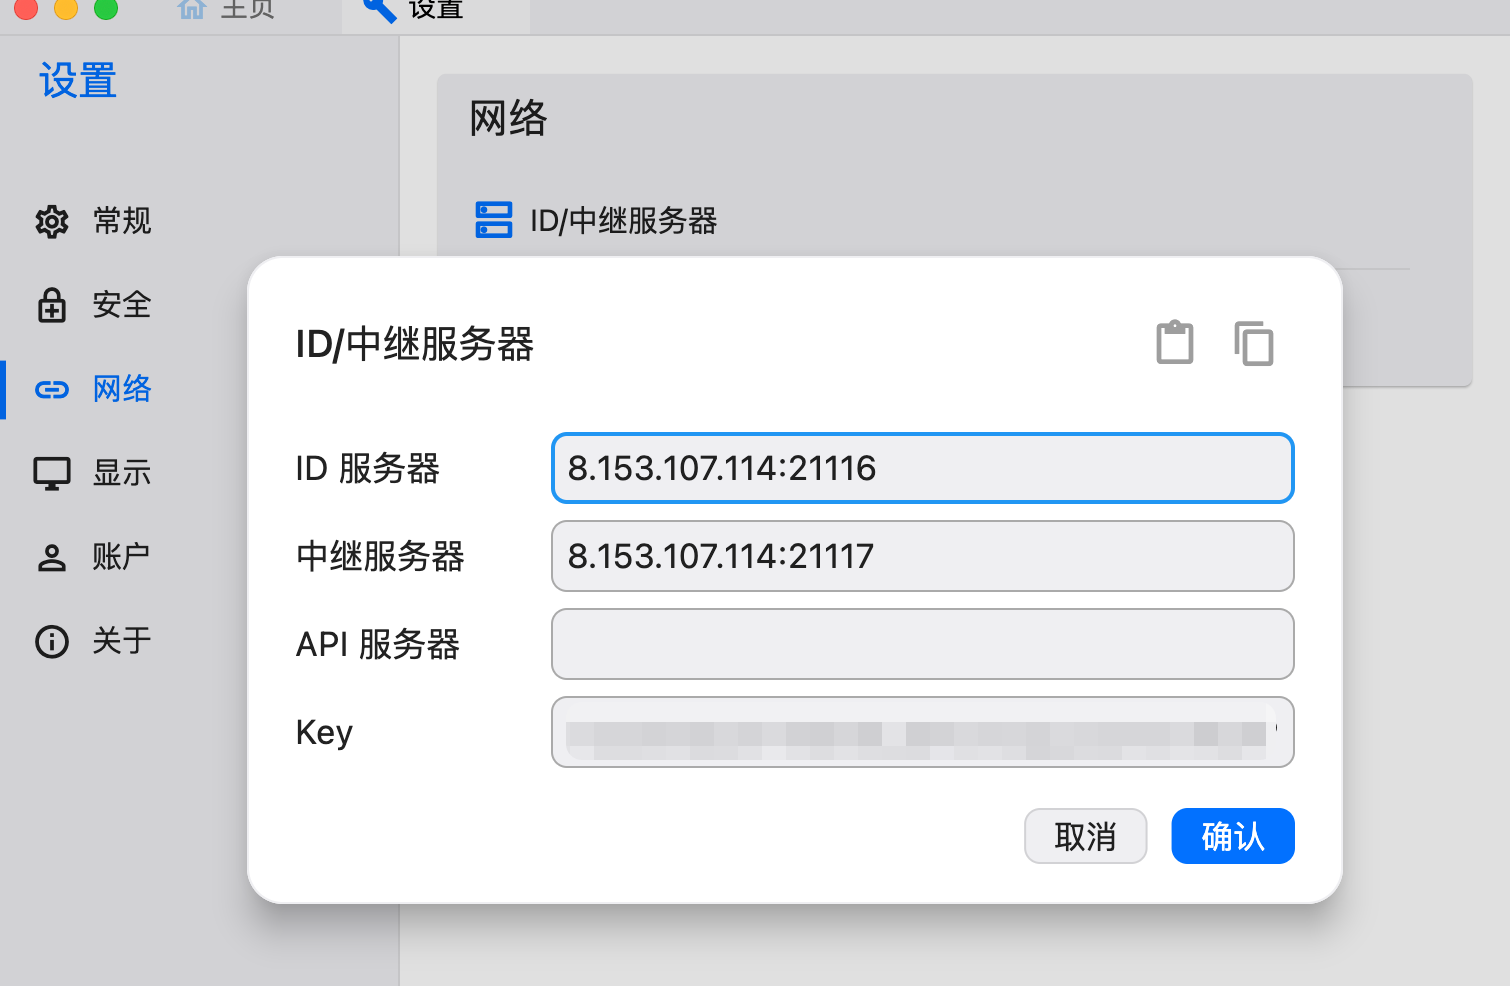 主页
设置
设置
常规
安全
网络
显示
账户
关于
网络
ID/中继服务器
ID/中继服务器
ID 服务器
8.153.107.114:21116
中继服务器
8.153.107.114:21117
API 服务器
Key
取消
确认